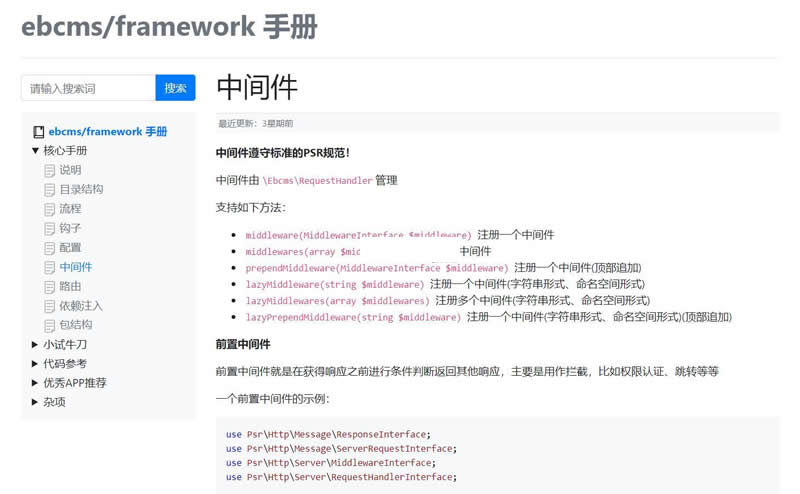 ebcms/framework 手册
请输入搜索词
搜索
ebcms/framework 手册
核心手册
说明
目录结构
流程
钩子
配置
中间件
路由
依赖注入
包结构
小试牛刀
代码参考
优秀APP推荐
杂项
中间件
最近更新：3星期前
中间件遵守标准的PSR规范！
中间件由 \Ebcms\RequestHandler 管理
支持如下方法：
middleware(MiddlewareInterface $middleware) 注册一个中间件
middlewares(array $mid 中间件
prependMiddleware(MiddlewareInterface $middleware) 注册一个中间件(顶部追加)
lazyMiddleware(string $middleware) 注册一个中间件(字符串形式、命名空间形式)
lazyMiddlewares(array $middlewares) 注册多个中间件(字符串形式、命名空间形式)
lazyPrependMiddleware(string $middleware) 注册一个中间件(字符串形式、命名空间形式)(顶部追加)
前置中间件
前置中间件就是在获得响应之前进行条件判断返回其他响应，主要是用作拦截，比如权限认证、跳转等等
一个前置中间件的示例：
use Psr\Http\Message\ResponseInterface;
use Psr\Http\Message\ServerRequestInterface;
use Psr\Http\Server\MiddlewareInterface;
use Psr\Http\Server\RequestHandlerInterface;